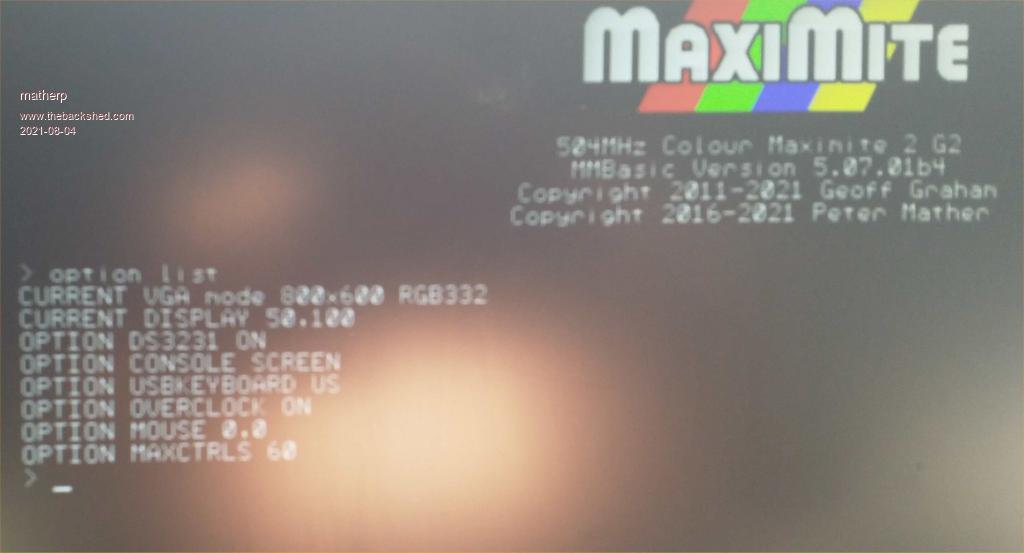 MAXIMITE
matherp
www.thebackshed.com
2021-08-04
504MHz Colour Maximite 2 G2
MMBasic Version 5.07.01b4
Copyright 2011-2021 Geoff Graham
Copyright 2016-2021 Peter Mather
> option list
CURRENT VGA mode 800x600 RGB332
CURRENT DISPLAY 50,100
OPTION DS3231 ON
OPTION CONSOLE SCREEN
OPTION USBKEYBOARD US
OPTION OVERCLOCK ON
OPTION MOUSE 0.0
OPTION MAXCTRLS 60
> _